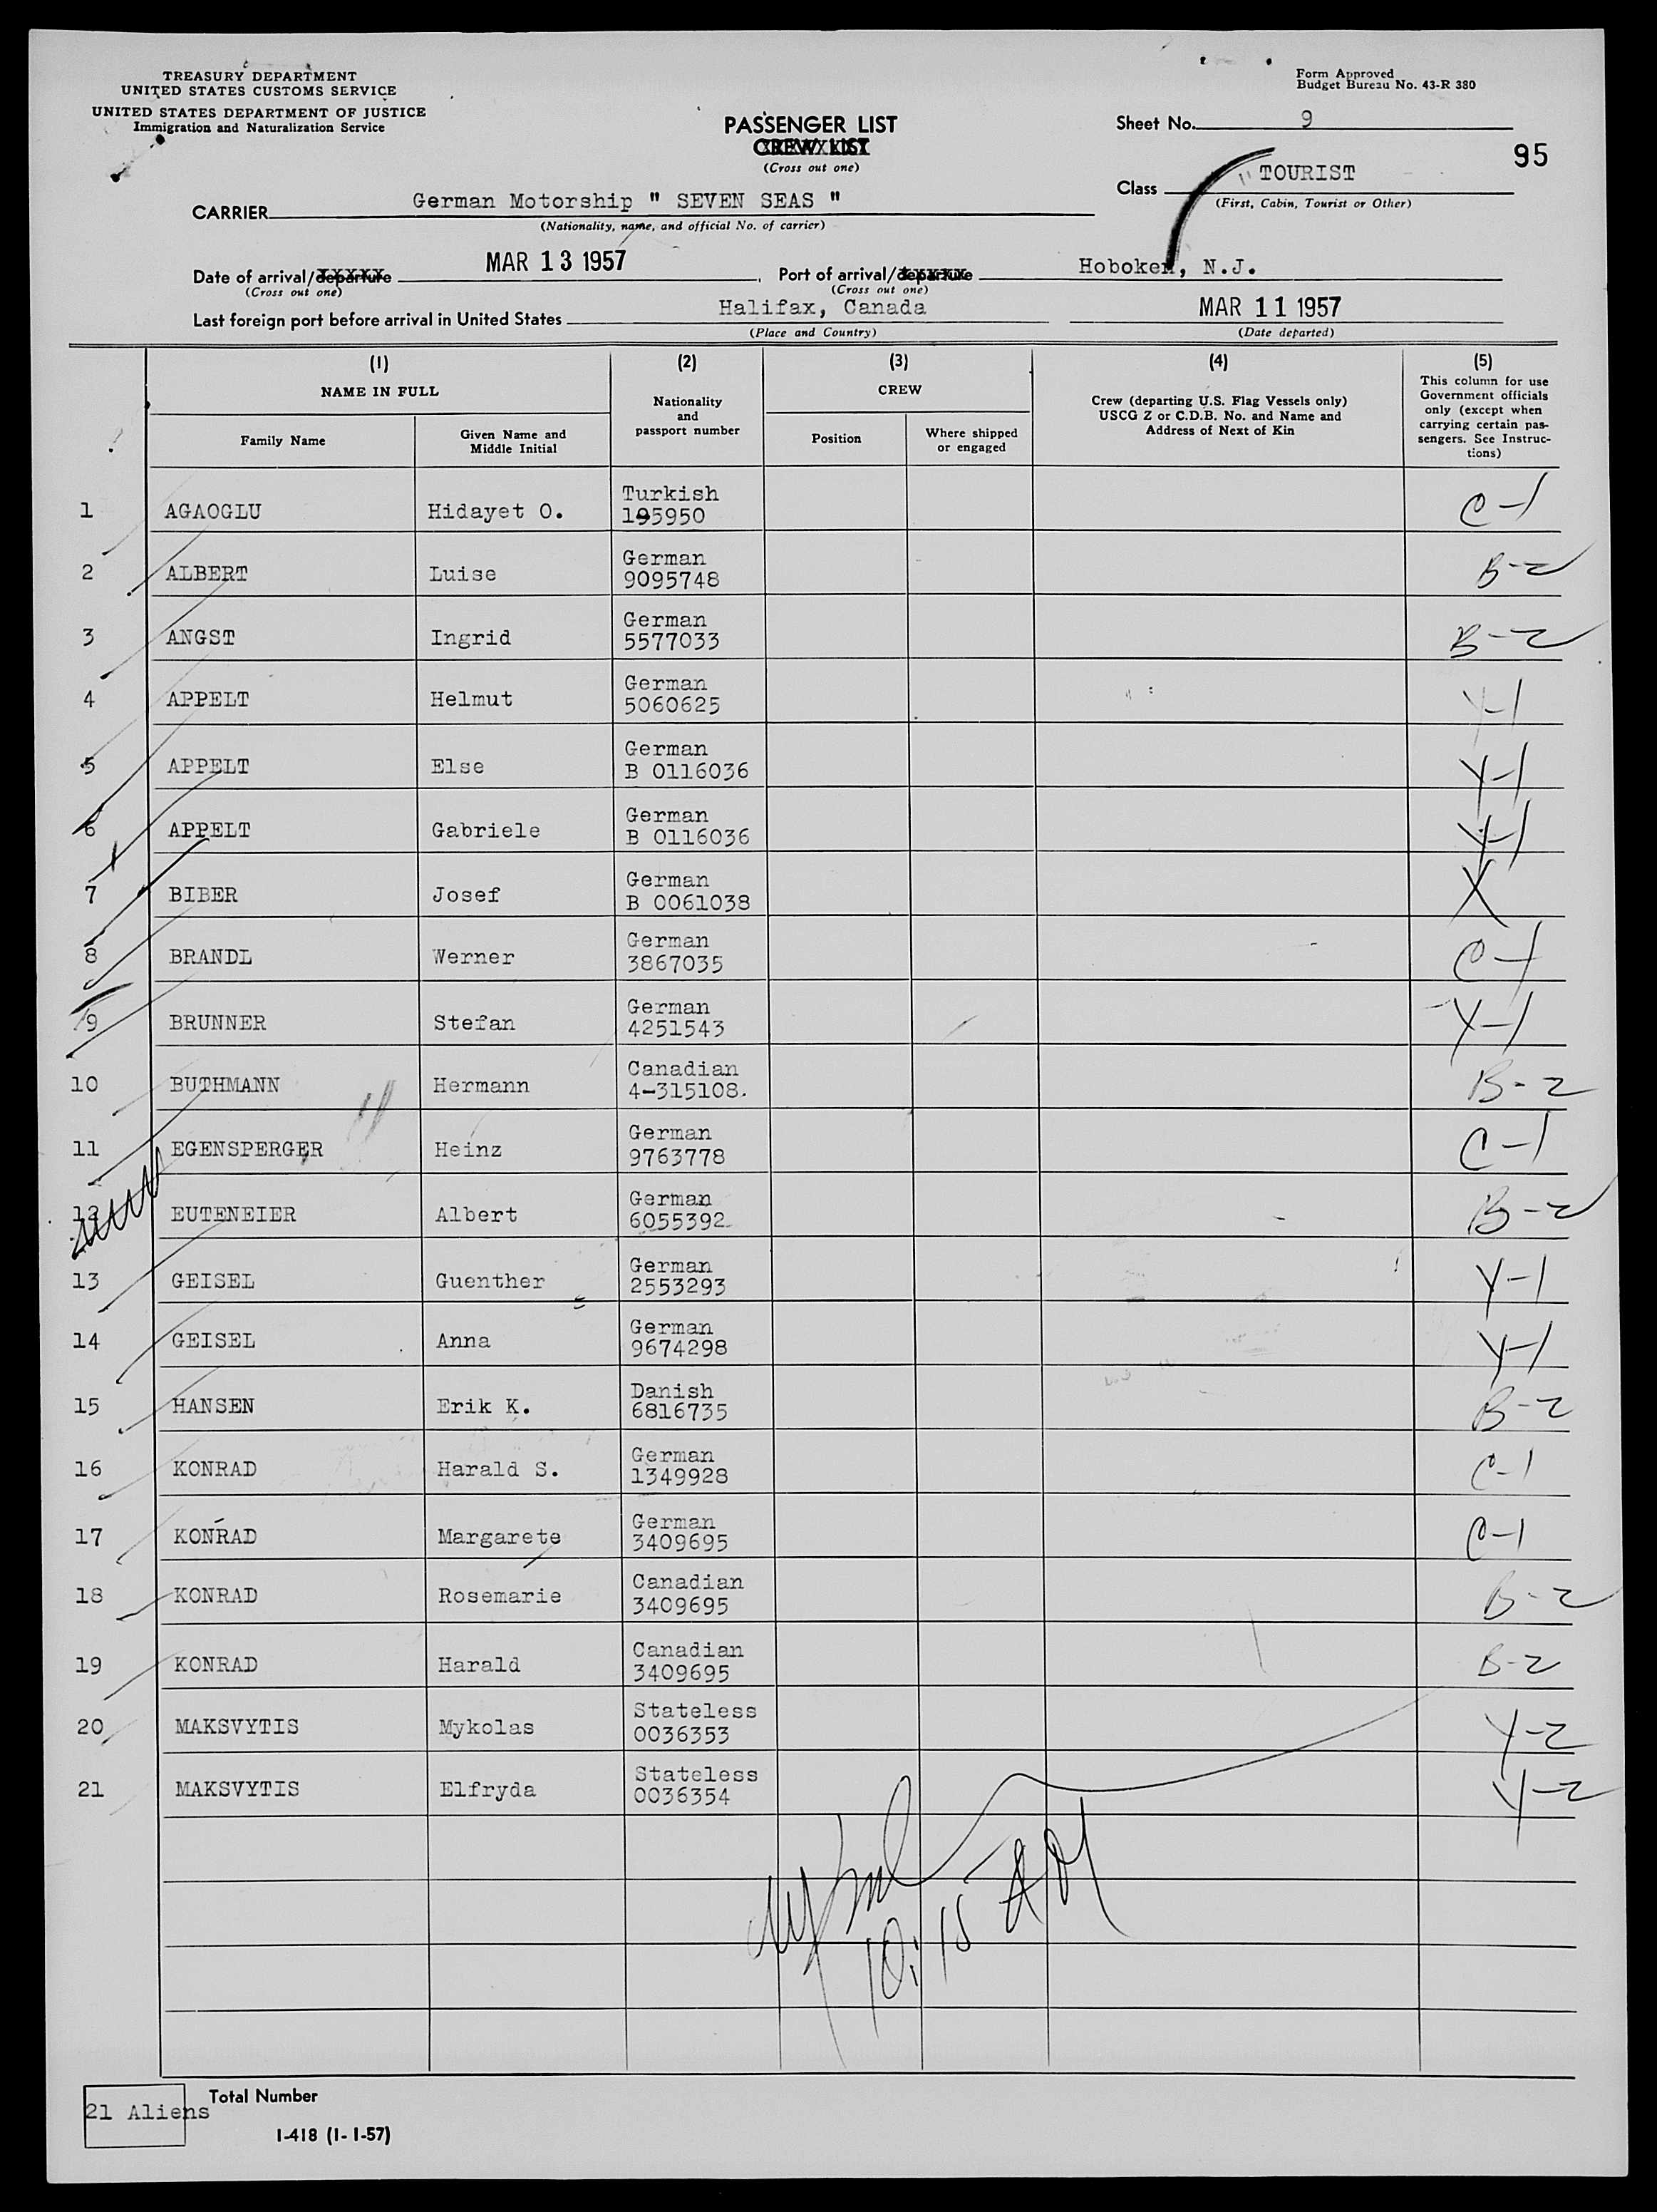 TREASURY DEPARTMENT
UNITED STATES CUSTOMS SERVICE
UNITED STATES DEPARTMENT OF JUSTICE
Immigration and Naturalization Service
Form Approved
Budget Bureau No. 43-R 380
PASSENGER LIST
CREW LIST
(Cross out one)
Sheet No. 9
95
Class TOURIST
(First, Cabin, Tourist or Other)
CARRIER German Motorship " SEVEN SEAS "
(Nationality, name, and official No. of carrier)
Date of arrival/departure MAR 13 1957, Port of arrival/departure Hoboken, N.J.
(Cross out one) (Cross out one)
Last foreign port before arrival in United States Halifax, Canada MAR 11 1957
(Place and Country) (Date departed)
(1) (2) (3) (4) (5)
NAME IN FULL
Family Name
Given Name and
Middle Initial
Nationality
and
passport number
CREW
Position
Where shipped
or engaged
Crew (departing U.S. Flag Vessels only)
USCG Z or C.D.B. No. and Name and
Address of Next of Kin
This column for use
Government officials
only (except when
carrying certain pas-
sengers. See Instruc-
tions)
1 AGAOGLU Hidayet O. Turkish 195950 C-1
2 ALBERT Luise German 9095748 B-2
3 ANGST Ingrid German 5577033 B-2
4 APPELT Helmut German 5060625 Y-1
5 APPELT Else German B 0116036 Y-1
6 APPELT Gabriele German B 0116036 Y-1
7 BIBER Josef German B 0061038 X
8 BRANDL Werner German 3867035 C-1
9 BRUNNER Stefan German 4251543 Y-1
10 BUTHMANN Hermann Canadian 4-315108. B-2
11 EGENSPERGER Heinz German 9763778 C-1
12 EUTENEIER Albert German 6055392 B-2
13 GEISEL Guenther German 2553293 Y-1
14 GEISEL Anna German 9674298 Y-1
15 HANSEN Erik K. Danish 6816735 B-2
16 KONRAD Harald S. German 1349928 C-1
17 KONRAD Margarete German 3409695 C-1
18 KONRAD Rosemarie Canadian 3409695 B-2
19 KONRAD Harald Canadian 3409695 B-2
20 MAKSVYTIS Mykolas Stateless 0036353 Y-2
21 MAKSVYTIS Elfryda Stateless 0036354 Y-2
10:15 AM
21 Aliens
Total Number
I-418 (1-1-57)